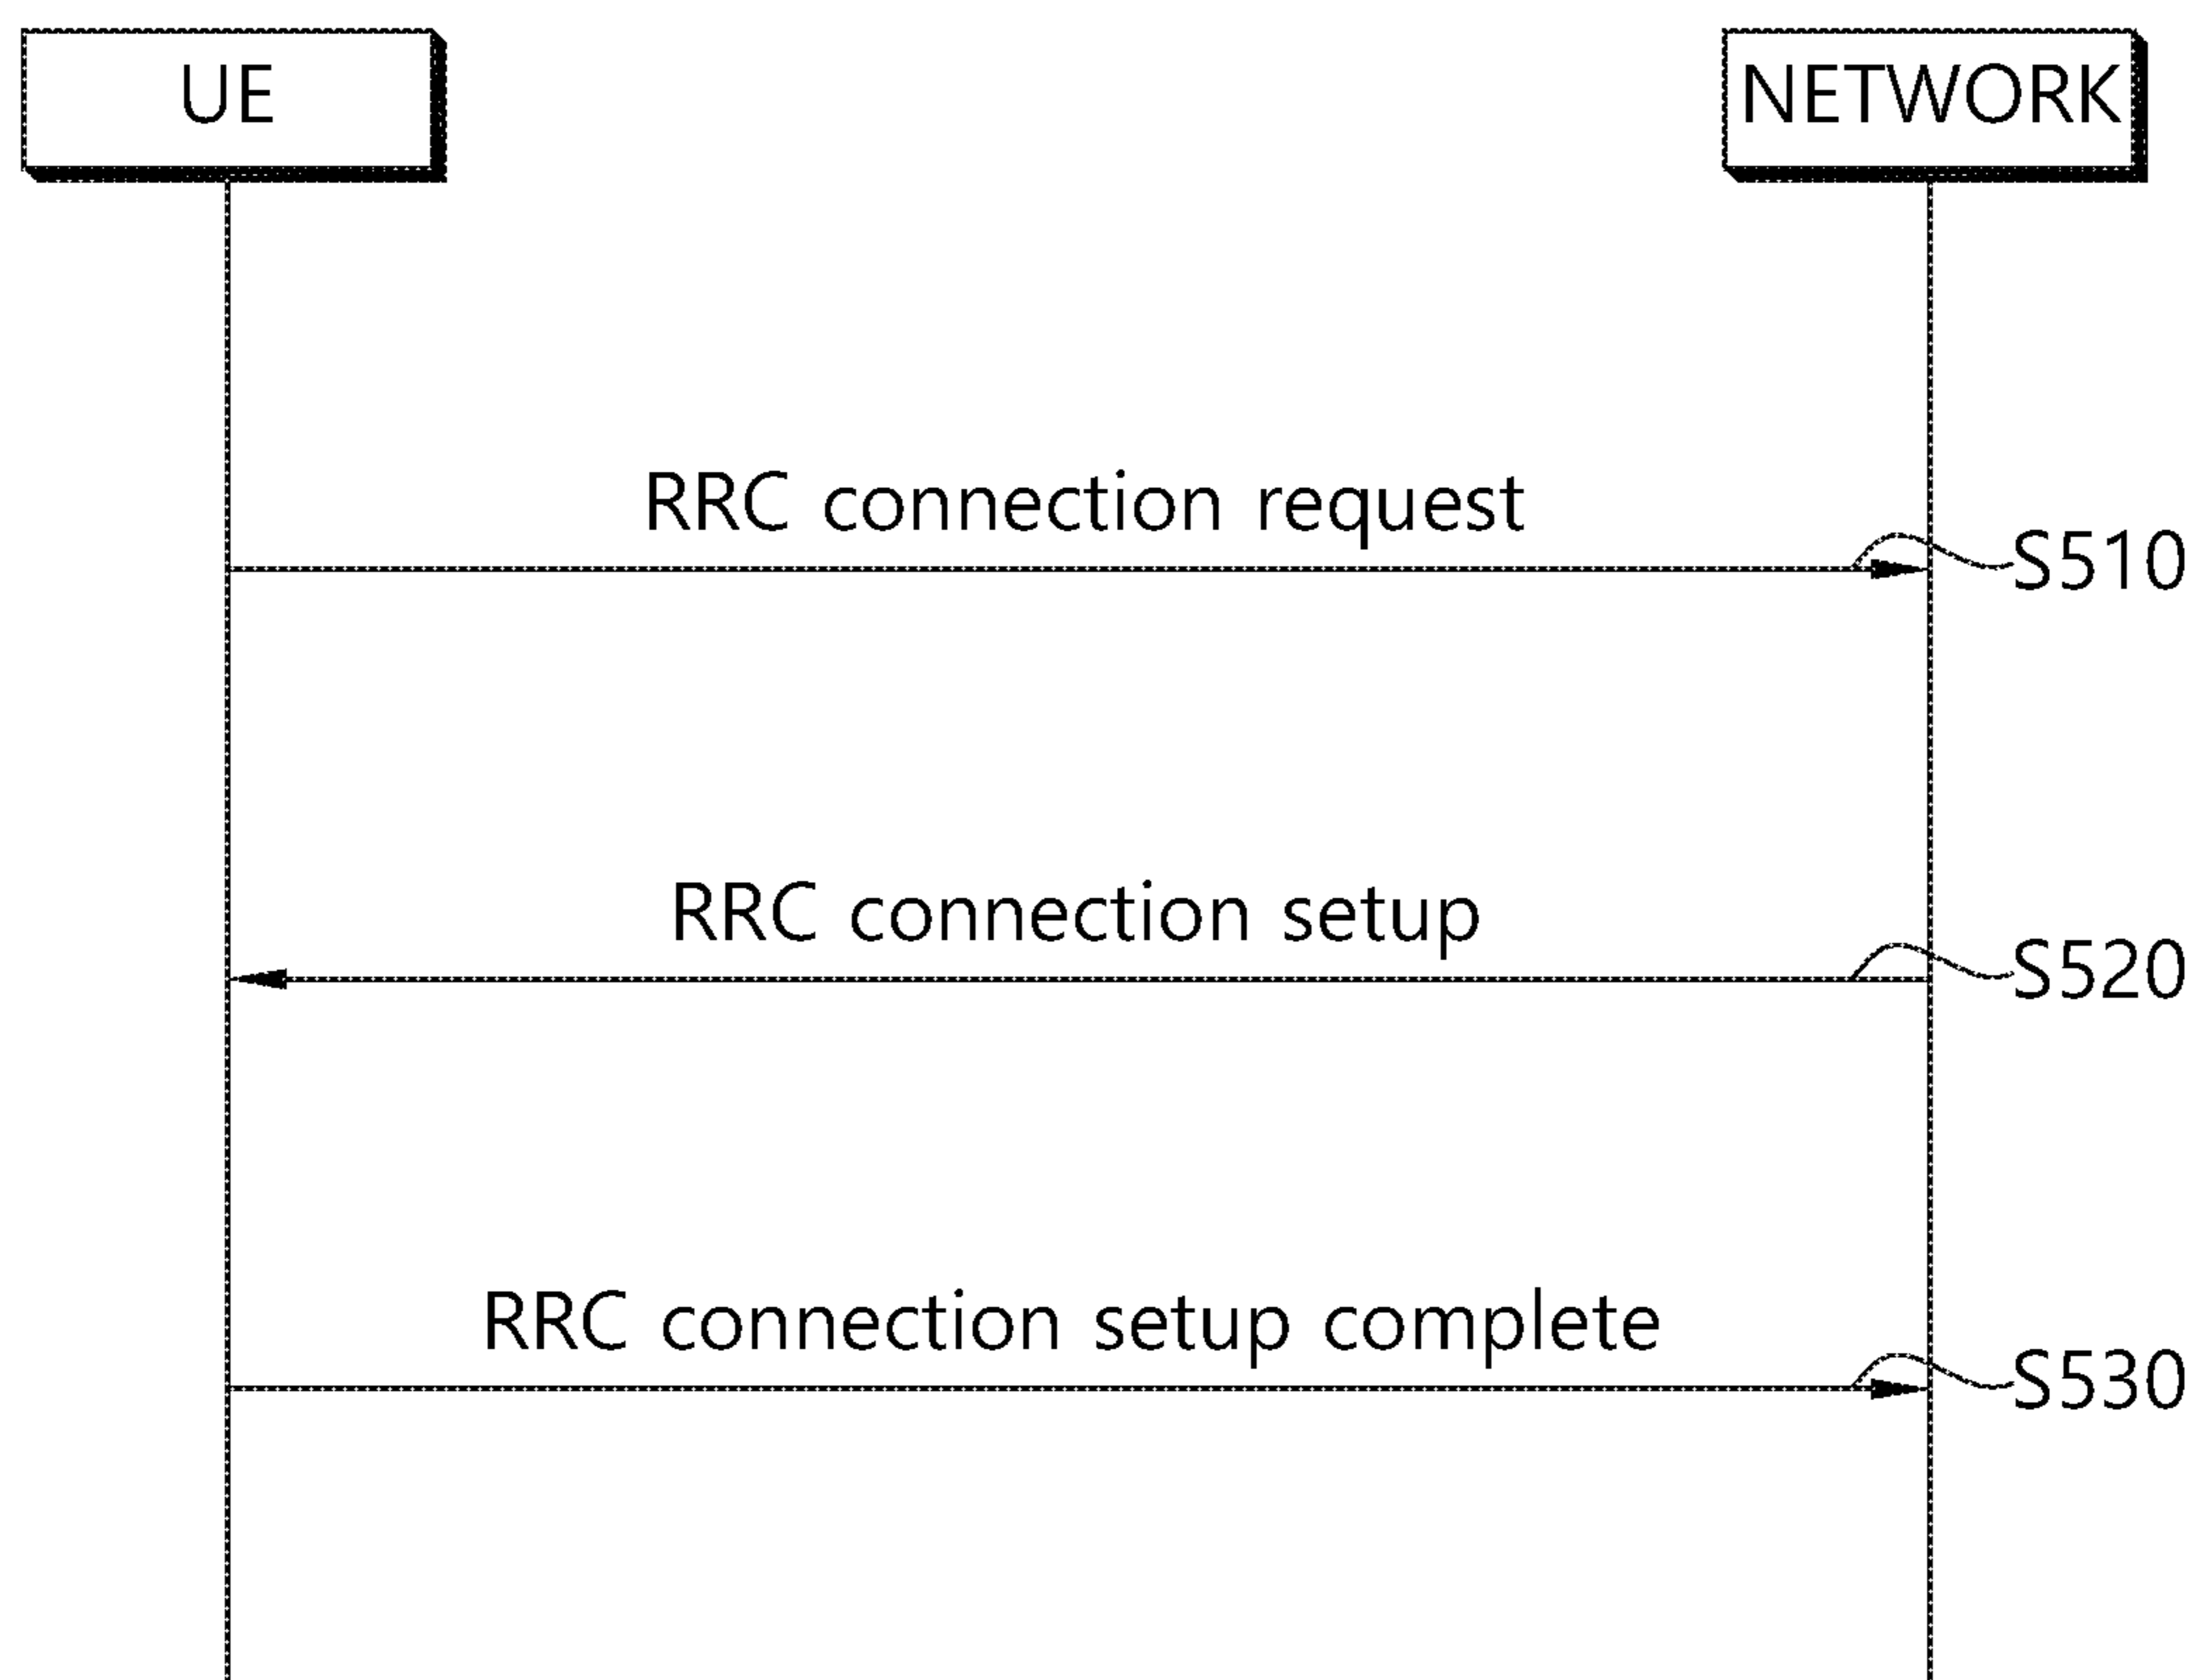 UE
NETWORK
RRC connection request
S510
RRC connection setup
S520
RRC connection setup complete
S530